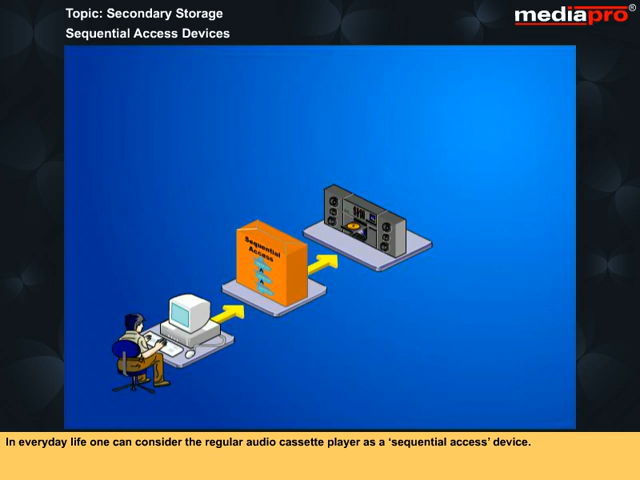 Topic: Secondary Storage
Sequential Access Devices
mediapro®
Sequential
Access
A
A
A
In everyday life one can consider the regular audio cassette player as a ‘sequential access’ device.